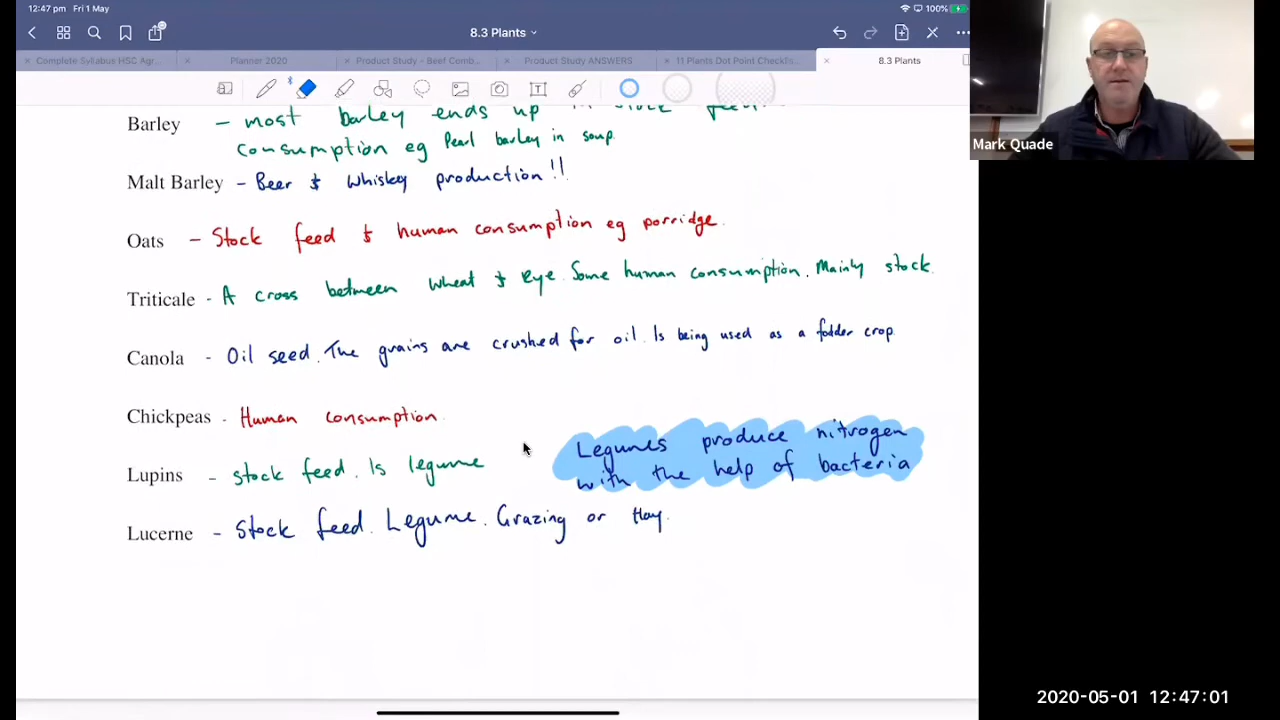 12:47 pm Fri 1 May
100%
8.3 Plants
Complete Syllabus HSC Agr...
Planner 2020
Product Study - Beef Comb...
Product Study ANSWERS
11 Plants Dot Point Checklis...
8.3 Plants
Mark Quade
Barley - most barley ends up in stock feed
consumption eg Pearl barley in soup
Malt Barley - Beer & whiskey production!!
Oats - Stock feed & human consumption eg porridge.
Triticale - A cross between wheat & Rye. Some human consumption. Mainly stock.
Canola - Oil seed. The grains are crushed for oil. Is being used as a fodder crop
Chickpeas - Human consumption.
Legumes produce nitrogen
with the help of bacteria
Lupins - stock feed. Is legume
Lucerne - Stock feed. Legume. Grazing or Hay.
2020-05-01 12:47:01